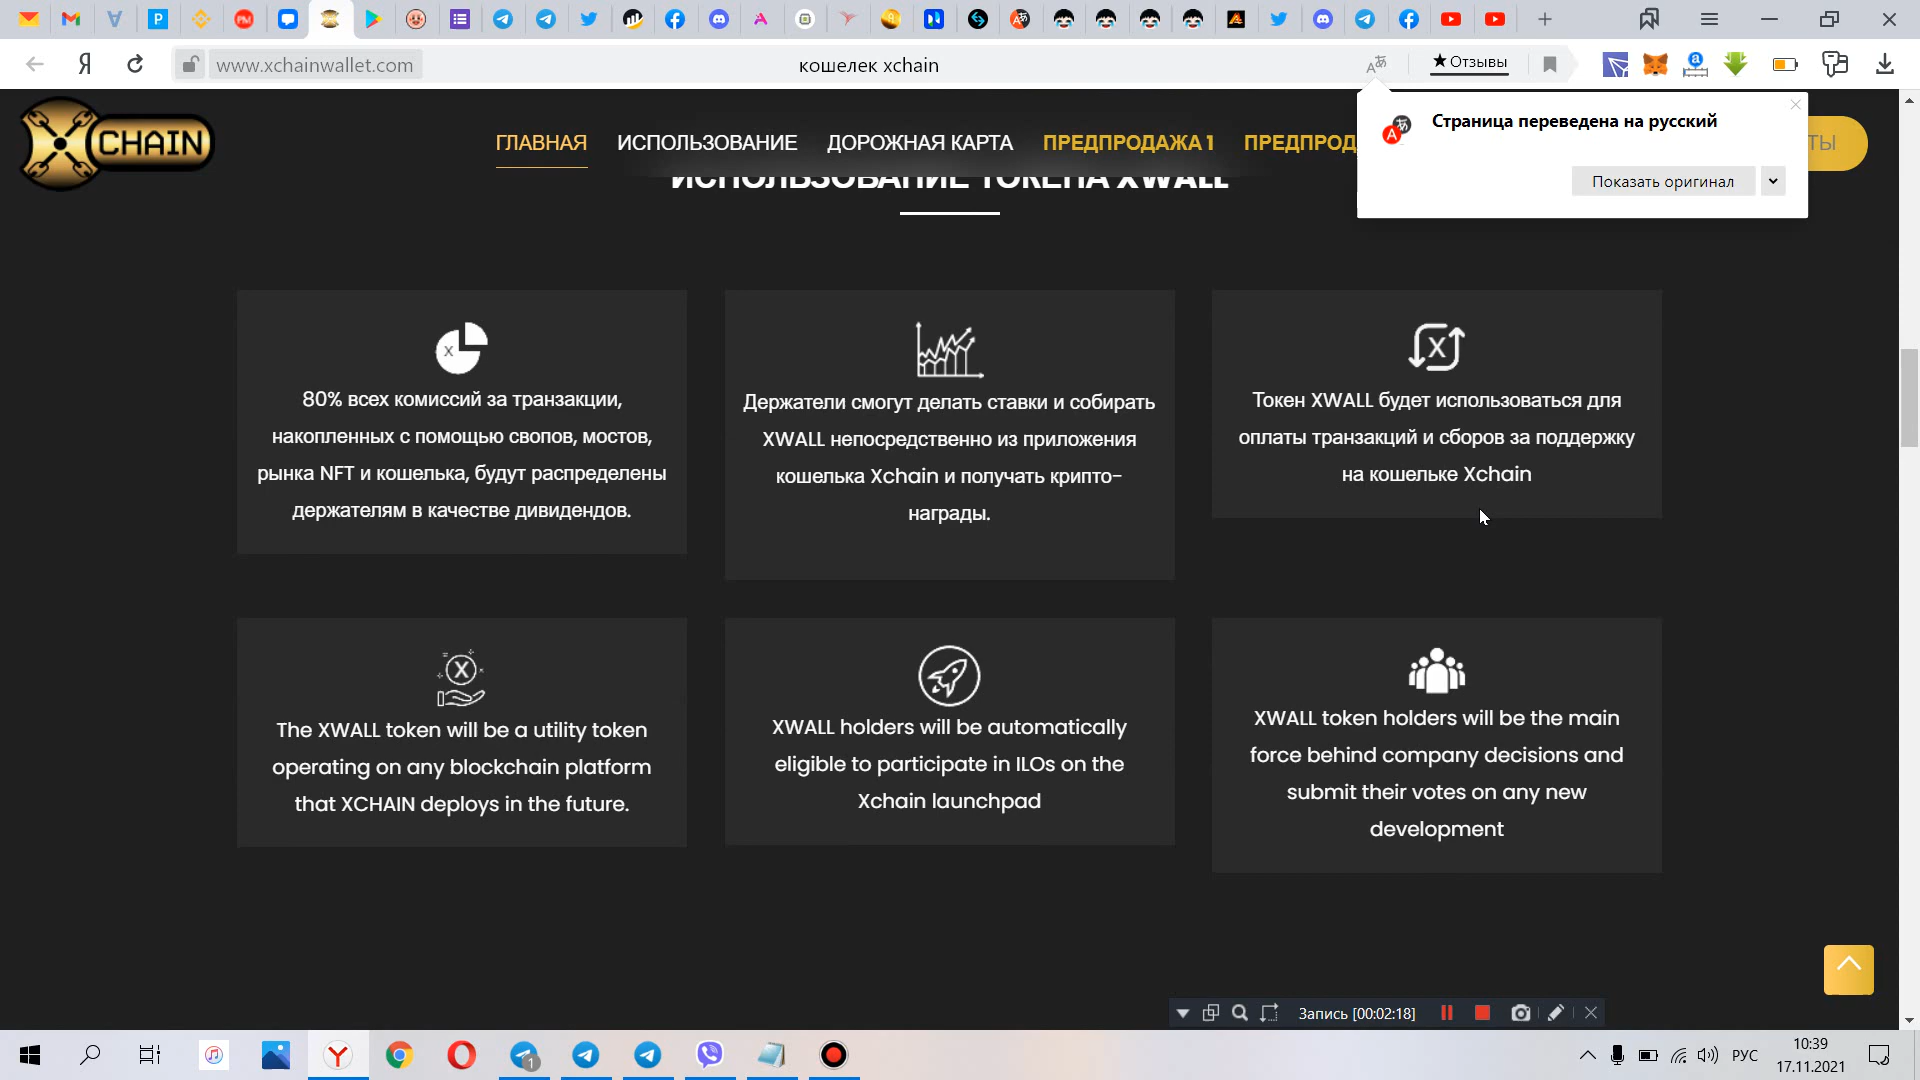 www.xchainwallet.com
кошелек xchain
★ Отзывы
CHAIN
ГЛАВНАЯ
ИСПОЛЬЗОВАНИЕ
ДОРОЖНАЯ КАРТА
ПРЕДПРОДАЖА 1
ПРЕДПРОД
ТЫ
Страница переведена на русский
Показать оригинал
ИСПОЛЬЗОВАНИЕ ТОКЕНА XWALL
80% всех комиссий за транзакции,
накопленных с помощью свопов, мостов,
рынка NFT и кошелька, будут распределены
держателям в качестве дивидендов.
Держатели смогут делать ставки и собирать
XWALL непосредственно из приложения
кошелька Xchain и получать крипто-
награды.
Токен XWALL будет использоваться для
оплаты транзакций и сборов за поддержку
на кошельке Xchain
The XWALL token will be a utility token
operating on any blockchain platform
that XCHAIN deploys in the future.
XWALL holders will be automatically
eligible to participate in ILOs on the
Xchain launchpad
XWALL token holders will be the main
force behind company decisions and
submit their votes on any new
development
Запись [00:02:18]
РУС
10:39
17.11.2021